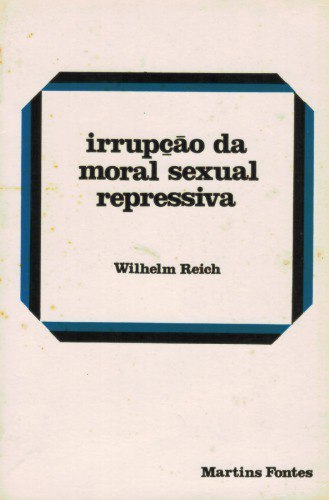 irrupção da
moral sexual
repressiva
Wilhelm Reich
Martins Fontes